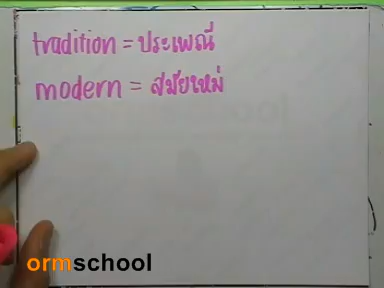 tradition = ประเพณี
modern = สมัยใหม่
ormschool